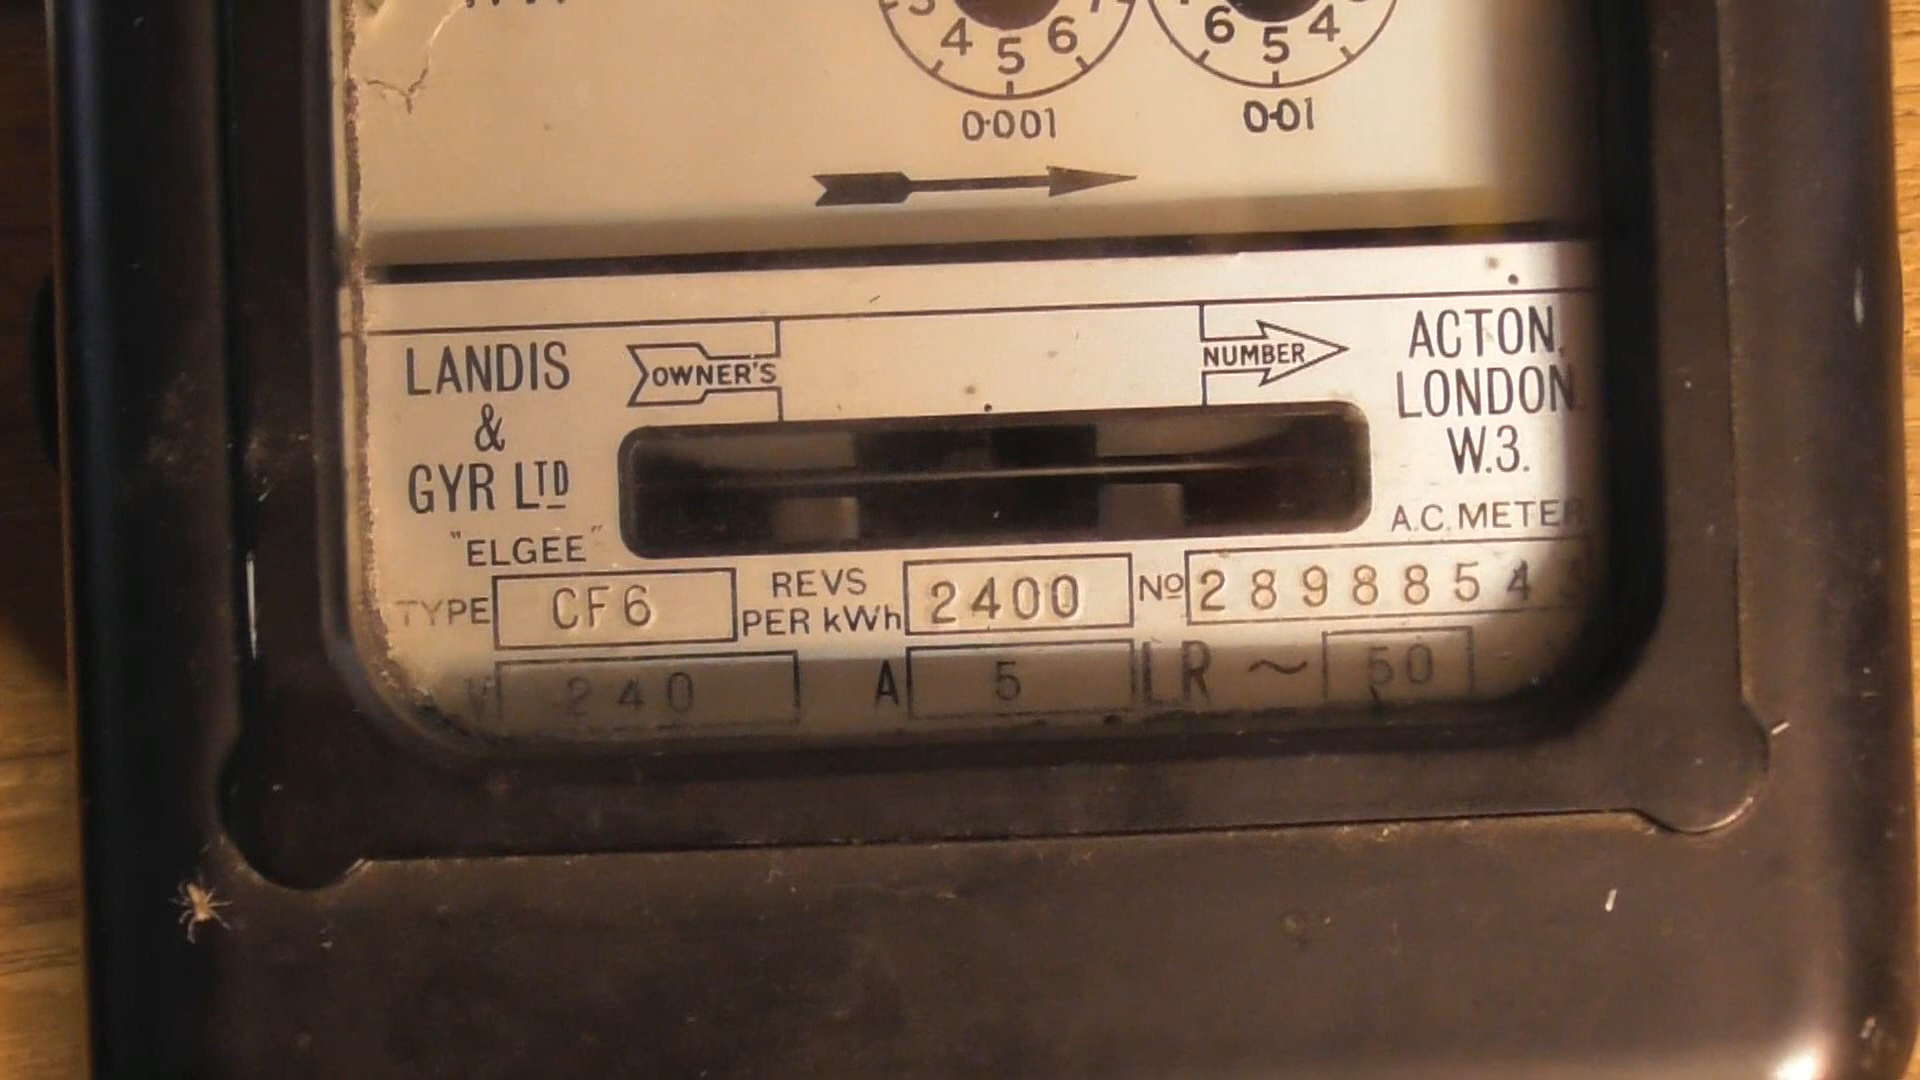 4 5 6
6 5 4
0·001
0·01
LANDIS
&
GYR LTD
"ELGEE"
OWNER'S
NUMBER
ACTON.
LONDON
W.3.
A.C. METER
TYPE CF6 REVS PER kWh 2400 No 2898854
V 240 A 5 LR ~ 50